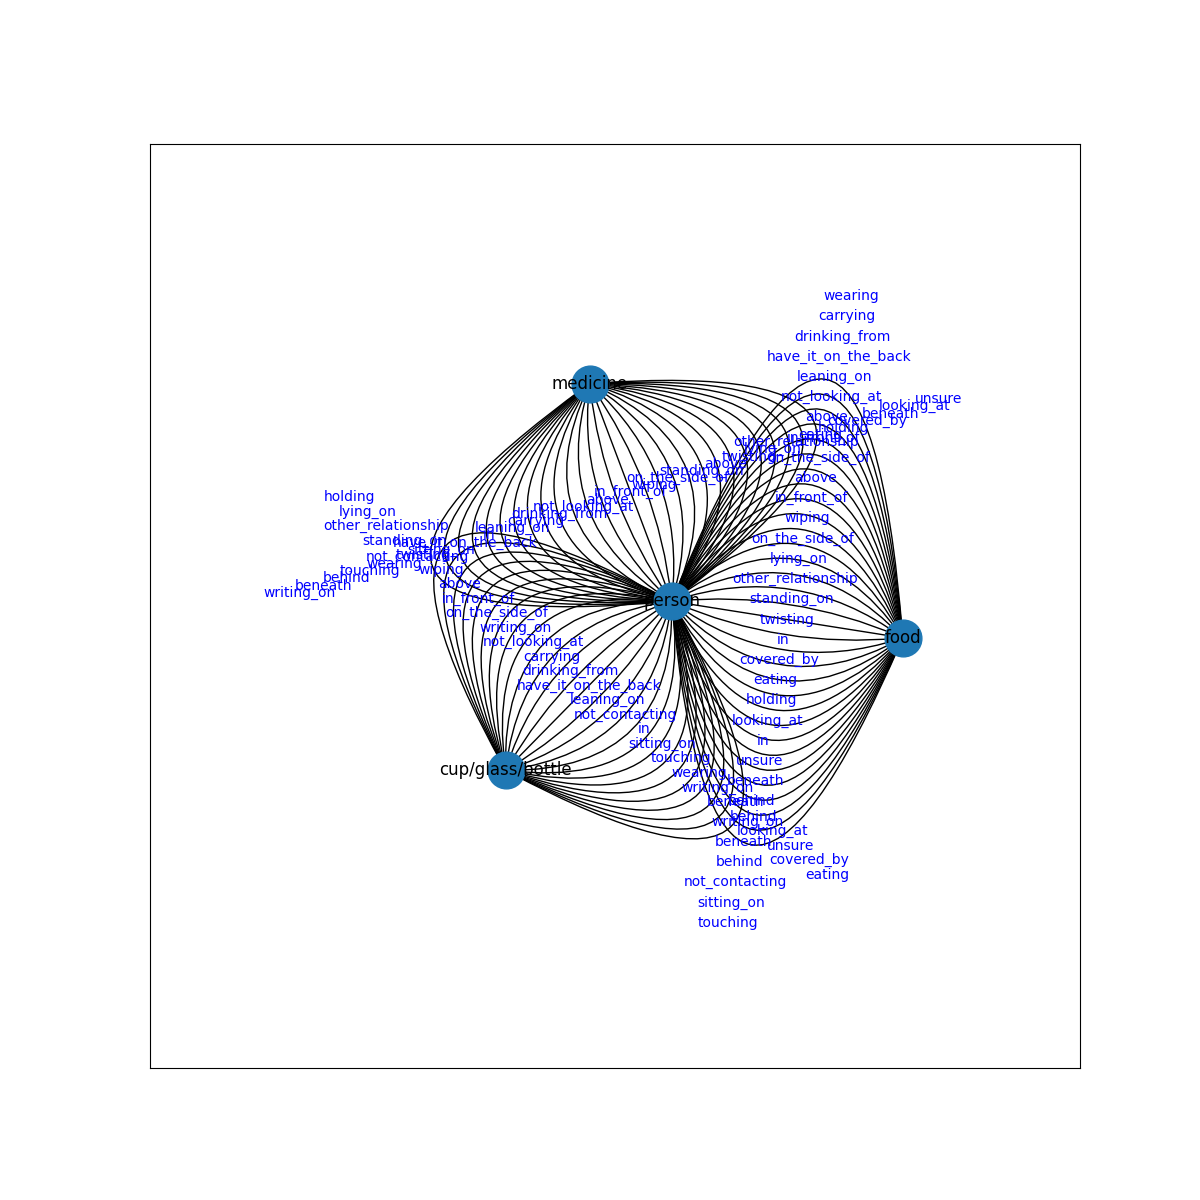 wearing
carrying
drinking_from
have_it_on_the_back
leaning_on
medicine
not_looking_at
unsure
looking_at
beneath
above
covered_by
holding
eating
in_front_of
other_relationship
lying_on
twisting
on_the_side_of
above
standing_on
on_the_side_of
above
wiping
in_front_of
in_front_of
holding
above
not_looking_at
lying_on
drinking_from
wiping
carrying
other_relationship
leaning_on
in
on_the_side_of
standing_on
have_it_on_the_back
sitting_on
not_contacting
twisting
lying_on
wearing
touching
wiping
behind
other_relationship
beneath
above
writing_on
in_front_of
standing_on
person
on_the_side_of
twisting
writing_on
food
not_looking_at
in
carrying
covered_by
drinking_from
eating
have_it_on_the_back
leaning_on
holding
not_contacting
looking_at
in
in
sitting_on
touching
unsure
cup/glass/bottle
wearing
beneath
writing_on
beneath
behind
behind
writing_on
looking_at
beneath
unsure
behind
covered_by
eating
not_contacting
sitting_on
touching